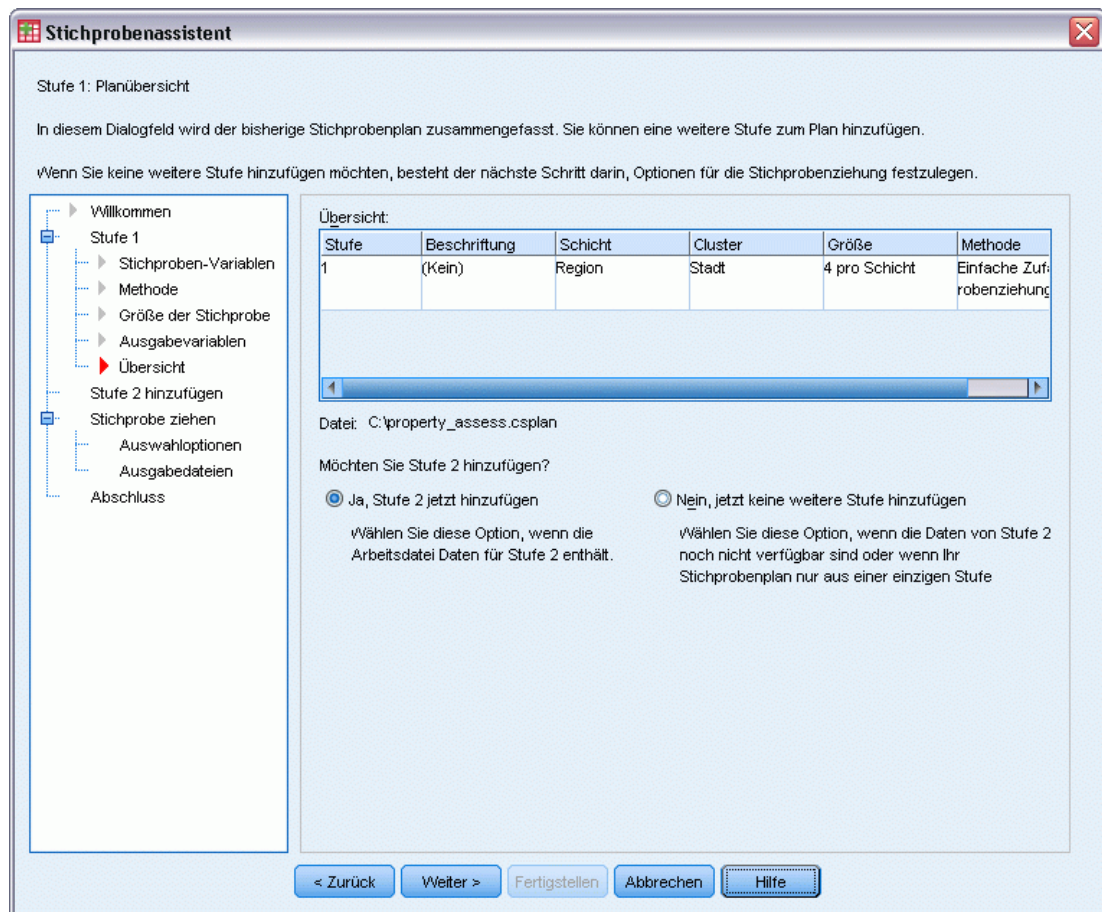 Stichprobenassistent
Stufe 1: Planübersicht
In diesem Dialogfeld wird der bisherige Stichprobenplan zusammengefasst. Sie können eine weitere Stufe zum Plan hinzufügen.
Wenn Sie keine weitere Stufe hinzufügen möchten, besteht der nächste Schritt darin, Optionen für die Stichprobenziehung festzulegen.
Willkommen
Stufe 1
Stichproben-Variablen
Methode
Größe der Stichprobe
Ausgabevariablen
Übersicht
Stufe 2 hinzufügen
Stichprobe ziehen
Auswahloptionen
Ausgabedateien
Abschluss
Übersicht:
Stufe Beschriftung Schicht Cluster Größe Methode
1 (Kein) Region Stadt 4 pro Schicht Einfache Zufa
robenziehung
Datei: C:\property_assess.csplan
Möchten Sie Stufe 2 hinzufügen?
Ja, Stufe 2 jetzt hinzufügen
Wählen Sie diese Option, wenn die
Arbeitsdatei Daten für Stufe 2 enthält.
Nein, jetzt keine weitere Stufe hinzufügen
Wählen Sie diese Option, wenn die Daten von Stufe 2
noch nicht verfügbar sind oder wenn Ihr
Stichprobenplan nur aus einer einzigen Stufe
< Zurück Weiter > Fertigstellen Abbrechen Hilfe